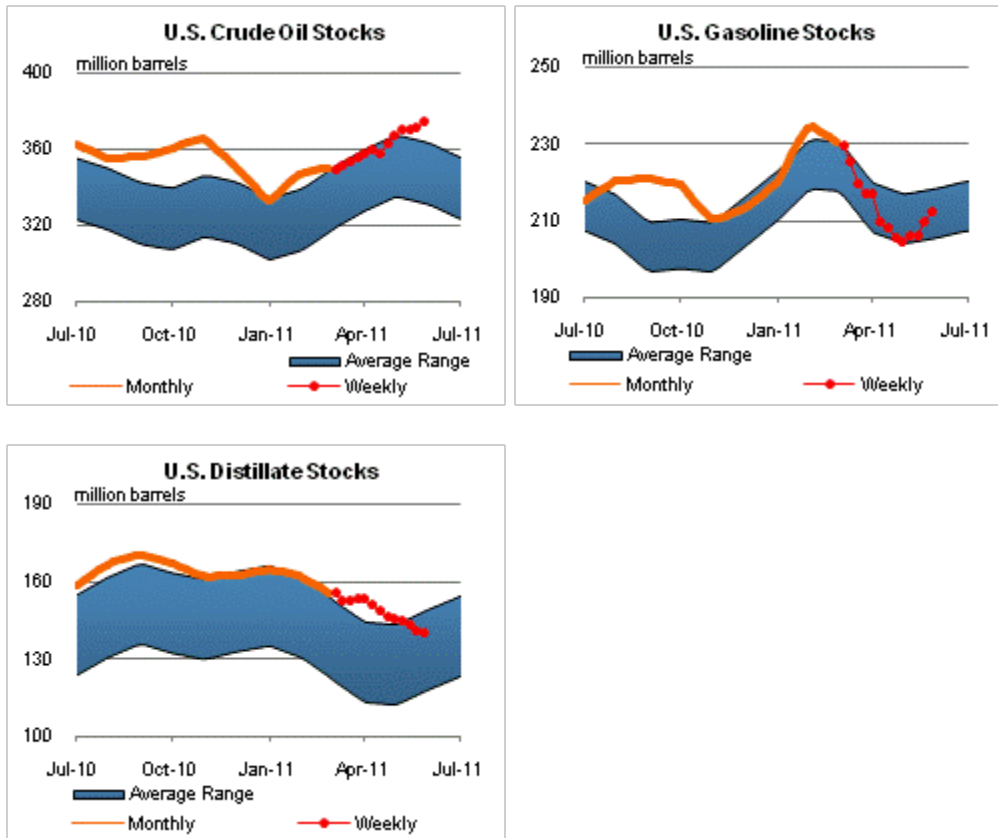 U.S. Crude Oil Stocks
million barrels
400
360
320
280
Jul-10 Oct-10 Jan-11 Apr-11 Jul-11
Average Range
Monthly Weekly
U.S. Gasoline Stocks
million barrels
250
230
210
190
Jul-10 Oct-10 Jan-11 Apr-11 Jul-11
Average Range
Monthly Weekly
U.S. Distillate Stocks
million barrels
190
160
130
100
Jul-10 Oct-10 Jan-11 Apr-11 Jul-11
Average Range
Monthly Weekly